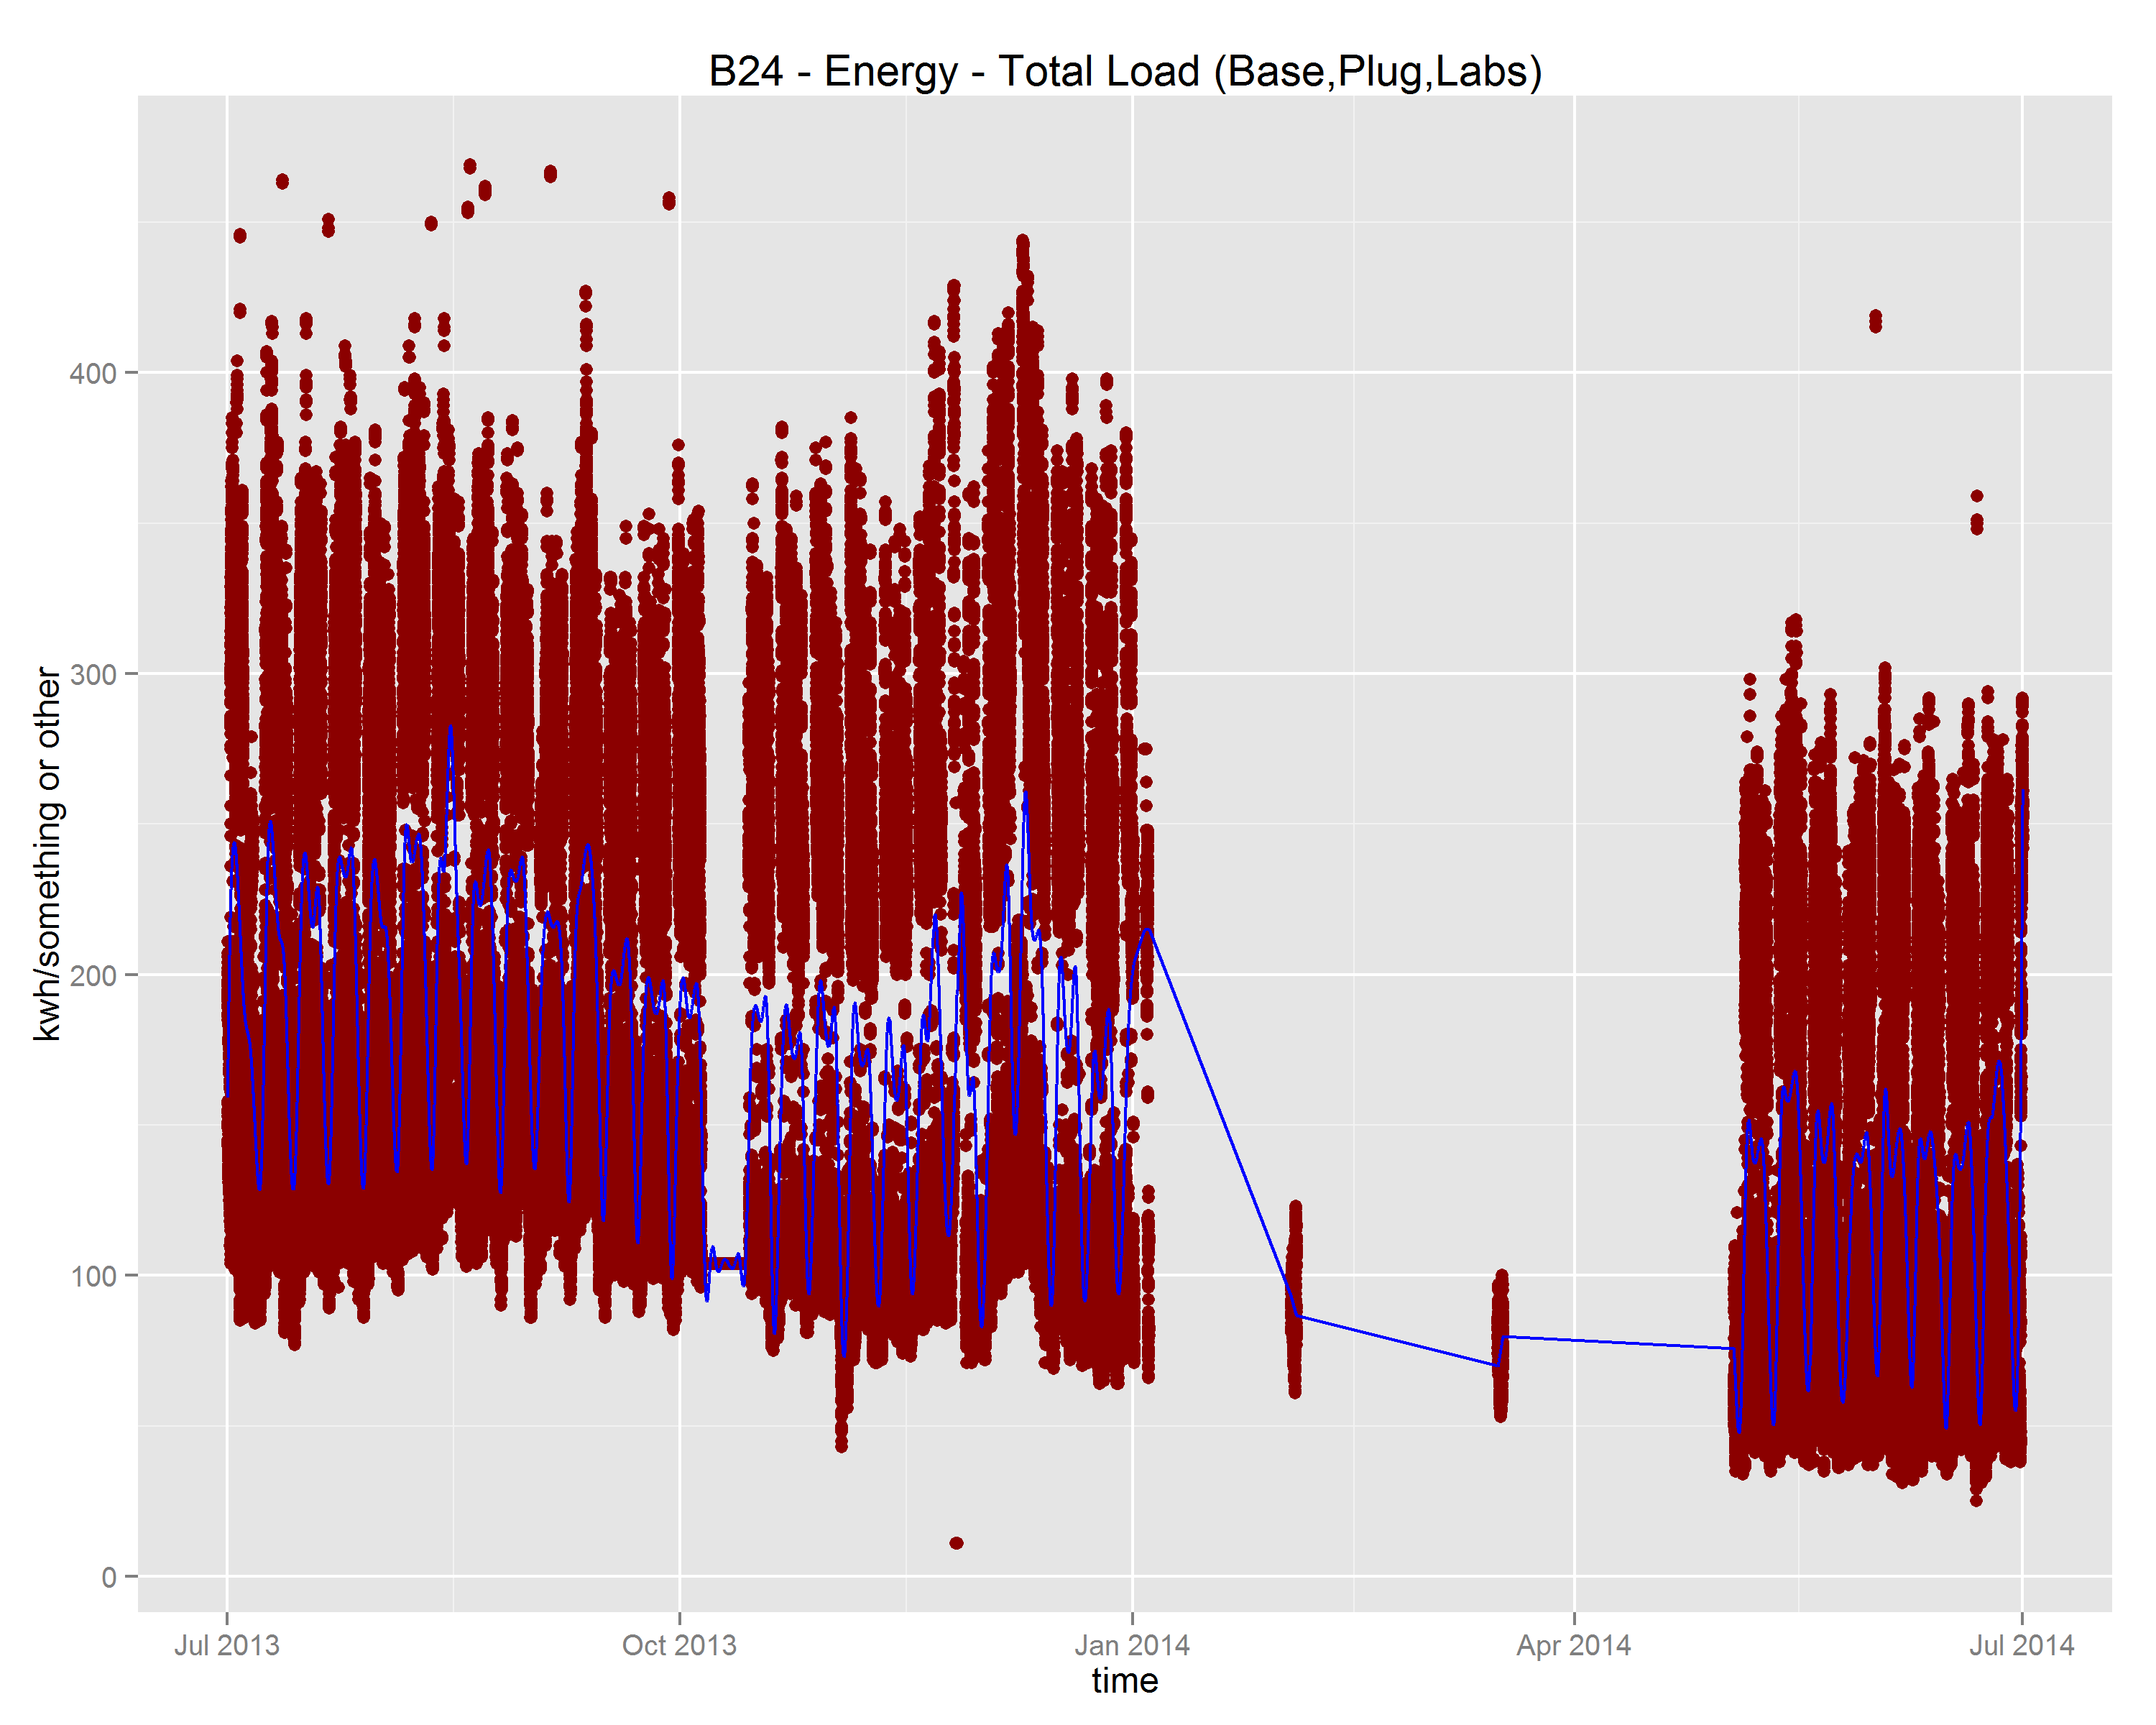 B24 - Energy - Total Load (Base,Plug,Labs)
kwh/something or other
400
300
200
100
0
Jul 2013
Oct 2013
Jan 2014
Apr 2014
Jul 2014
time